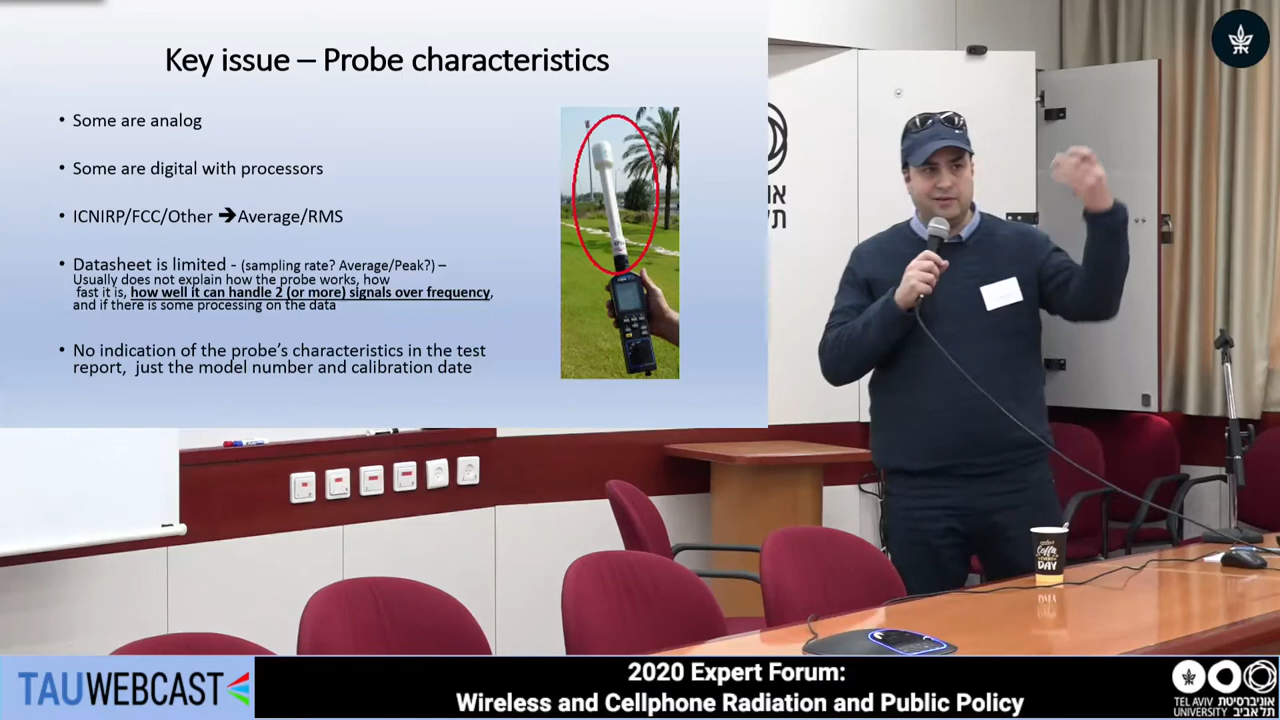 Key issue – Probe characteristics
• Some are analog
• Some are digital with processors
• ICNIRP/FCC/Other ➔Average/RMS
• Datasheet is limited - (sampling rate? Average/Peak?) –
Usually does not explain how the probe works, how
fast it is, how well it can handle 2 (or more) signals over frequency,
and if there is some processing on the data
• No indication of the probe's characteristics in the test
report, just the model number and calibration date
DAY
TAUWEBCAST
2020 Expert Forum:
Wireless and Cellphone Radiation and Public Policy
TEL AVIV אוניברסיטת
UNIVERSITY תל אביב